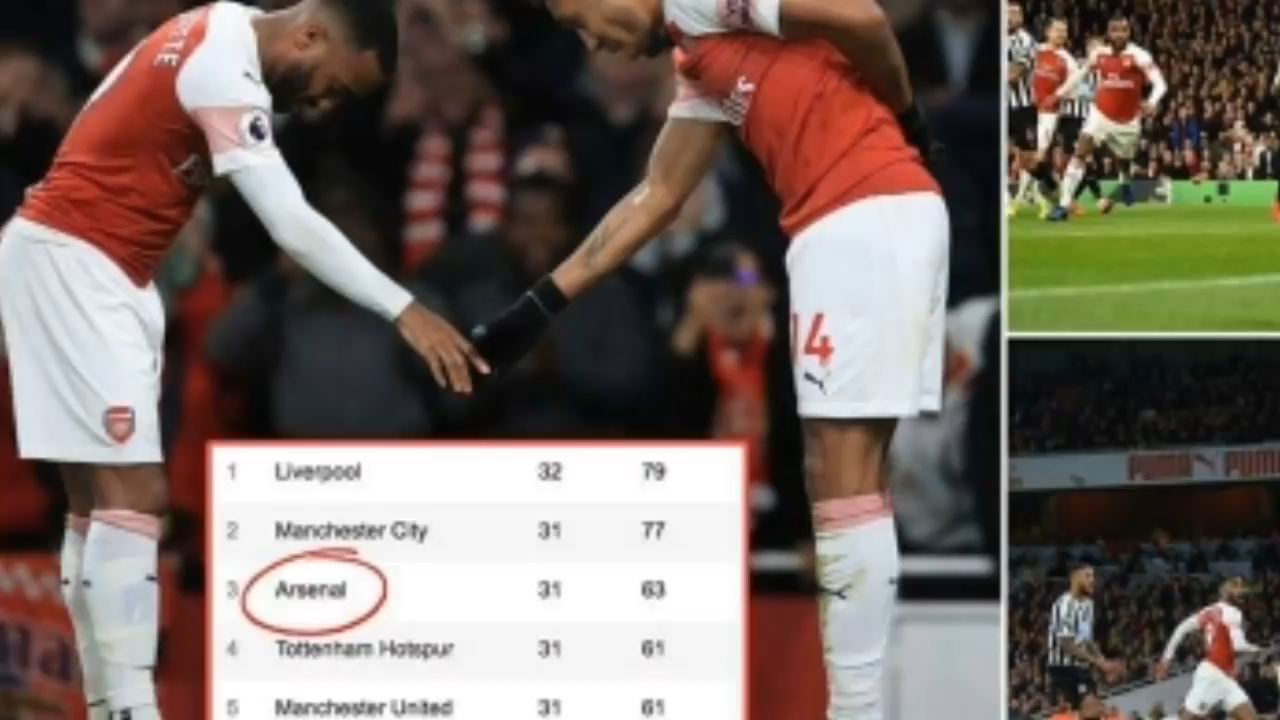 TTE
14
1 Liverpool 32 79
2 Manchester City 31 77
3 Arsenal 31 63
4 Tottenham Hotspur 31 61
5 Manchester United 31 61
PUMA PUMA